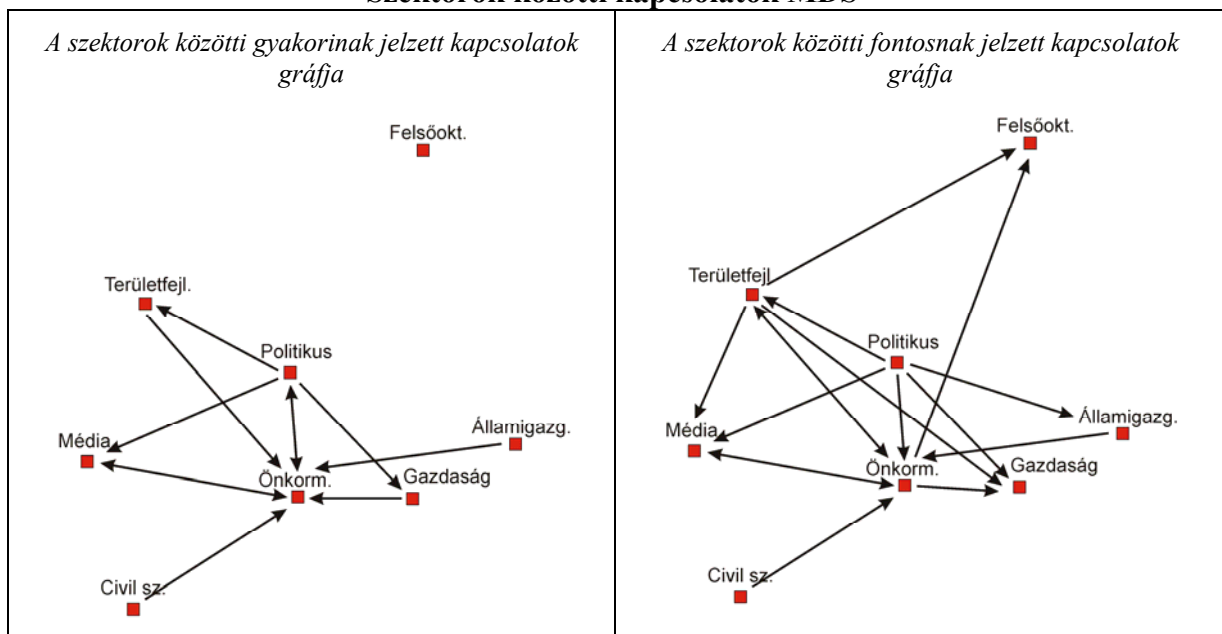 Szektorok közötti kapcsolatok MDS
A szektorok közötti gyakorinak jelzett kapcsolatok
gráfja
Felsőokt.
Területfejl.
Politikus
Média
Államigazg.
Önkorm.
Gazdaság
Civil sz.
A szektorok közötti fontosnak jelzett kapcsolatok
gráfja
Felsőokt.
Területfejl
Politikus
Média
Államigazg.
Önkorm.
Gazdaság
Civil sz.